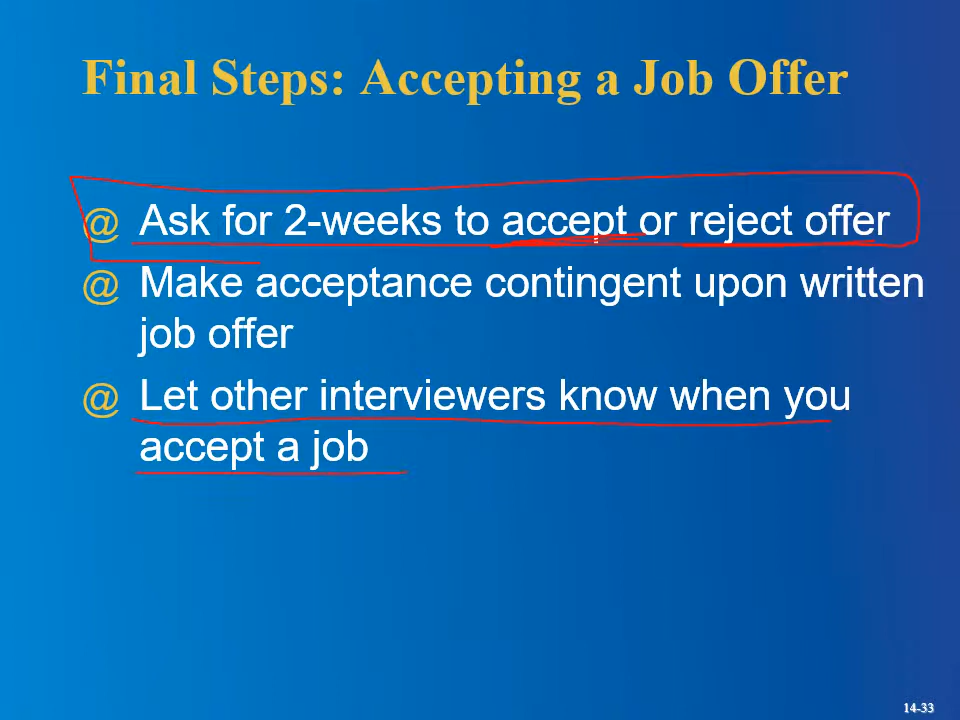 Final Steps: Accepting a Job Offer
@ Ask for 2-weeks to accept or reject offer
@ Make acceptance contingent upon written
job offer
@ Let other interviewers know when you
accept a job
14-33